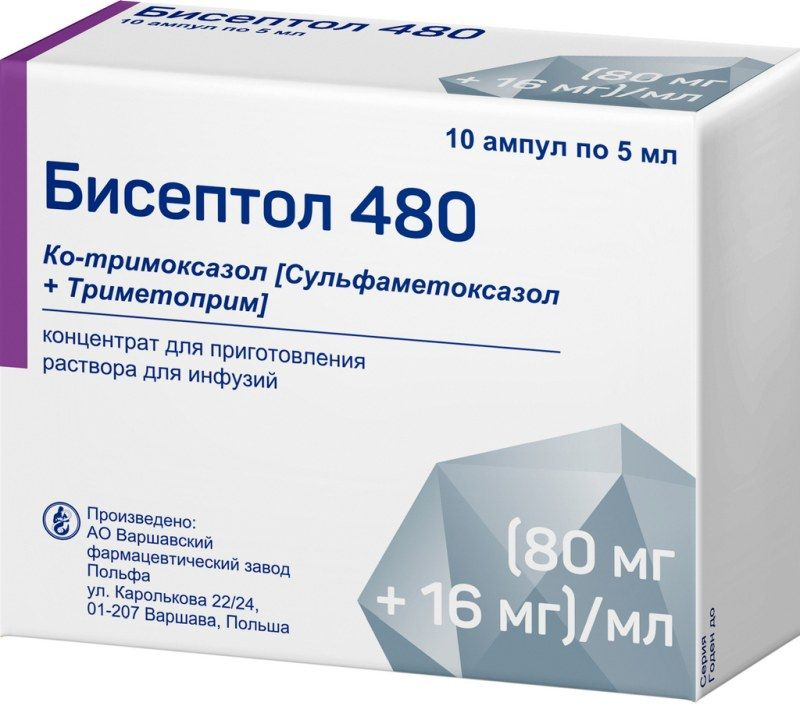 Бисептол 480
10 ампул по 5 мл
(80 мг
+ 16 мг)/мл
10 ампул по 5 мл
Бисептол 480
Ко-тримоксазол [Сульфаметоксазол
+ Триметоприм]
концентрат для приготовления
раствора для инфузий
Произведено:
АО Варшавский
фармацевтический завод
Польфа
ул. Каролькова 22/24,
01-207 Варшава, Польша
(80 мг
+ 16 мг)/мл
Серия
Годен до